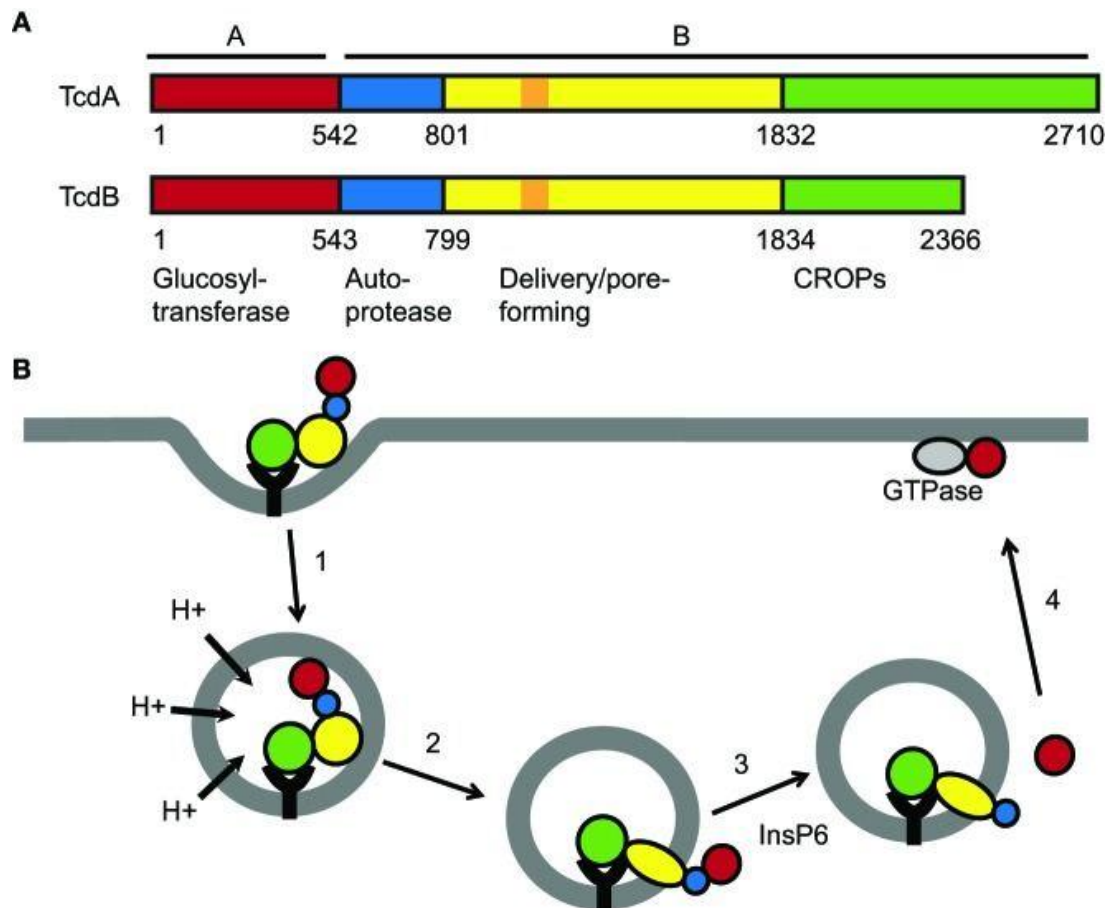 A
A B
TcdA
1 542 801 1832 2710
TcdB
1 543 799 1834 2366
Glucosyl- Auto- Delivery/pore- CROPs
transferase protease forming
B
GTPase
1
4
H+
H+
2
3
H+
InsP6